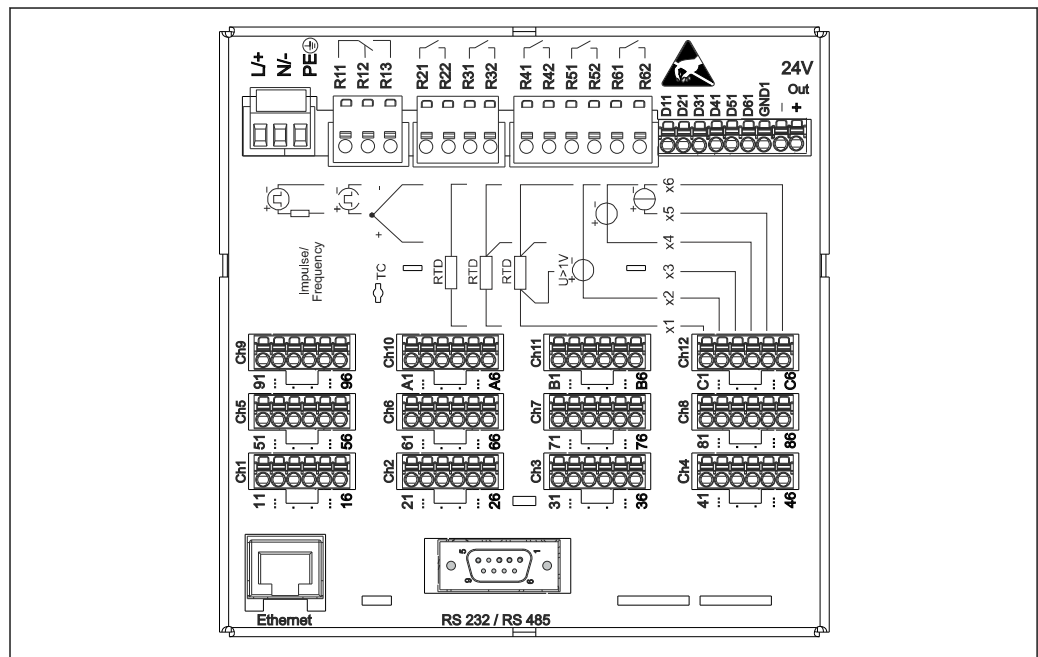 L/+ N/- PE
R11 R12 R13
R21 R22 R31 R32
R41 R42 R51 R52 R61 R62
24V
Out
D11 D21 D31 D41 D51 D61 GND1 − +
+ − + − - + − + −
Impulse/
Frequency
+
TC
RTD RTD RTD
U>1V
+ −
x6
x5
x4
x3
x2
x1
Ch9 91 ... . . ... 96
Ch10 A1 ... . . ... A6
Ch11 B1 ... . . ... B6
Ch12 C1 ... . . ... C6
Ch5 51 ... . . ... 56
Ch6 61 ... . . ... 66
Ch7 71 ... . . ... 76
Ch8 81 ... . . ... 86
Ch1 11 ... . . ... 16
Ch2 21 ... . . ... 26
Ch3 31 ... . . ... 36
Ch4 41 ... . . ... 46
5 1
9 6
Ethernet
RS 232 / RS 485